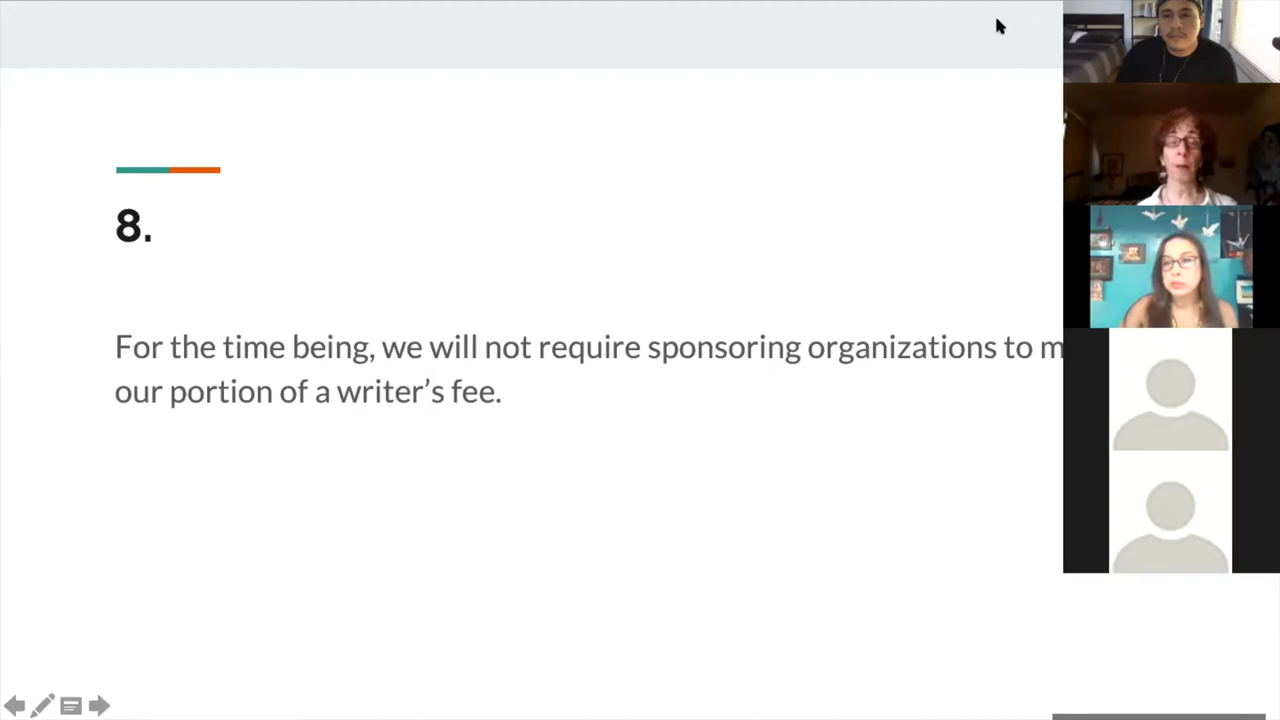 8.
For the time being, we will not require sponsoring organizations to m
our portion of a writer’s fee.